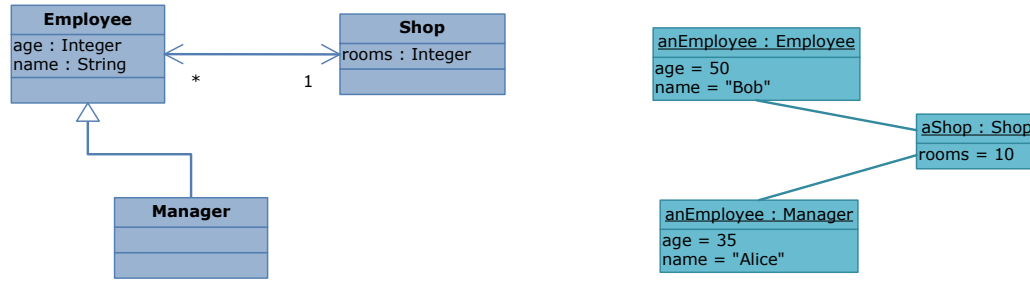 Employee
age : Integer
name : String
*
1
Shop
rooms : Integer
Manager
anEmployee : Employee
age = 50
name = "Bob"
aShop : Shop
rooms = 10
anEmployee : Manager
age = 35
name = "Alice"